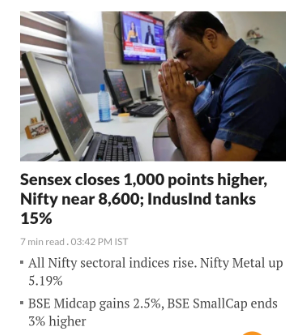 Sensex closes 1,000 points higher,
Nifty near 8,600; IndusInd tanks
15%
7 min read . 03:42 PM IST
All Nifty sectoral indices rise. Nifty Metal up
5.19%
BSE Midcap gains 2.5%, BSE SmallCap ends
3% higher